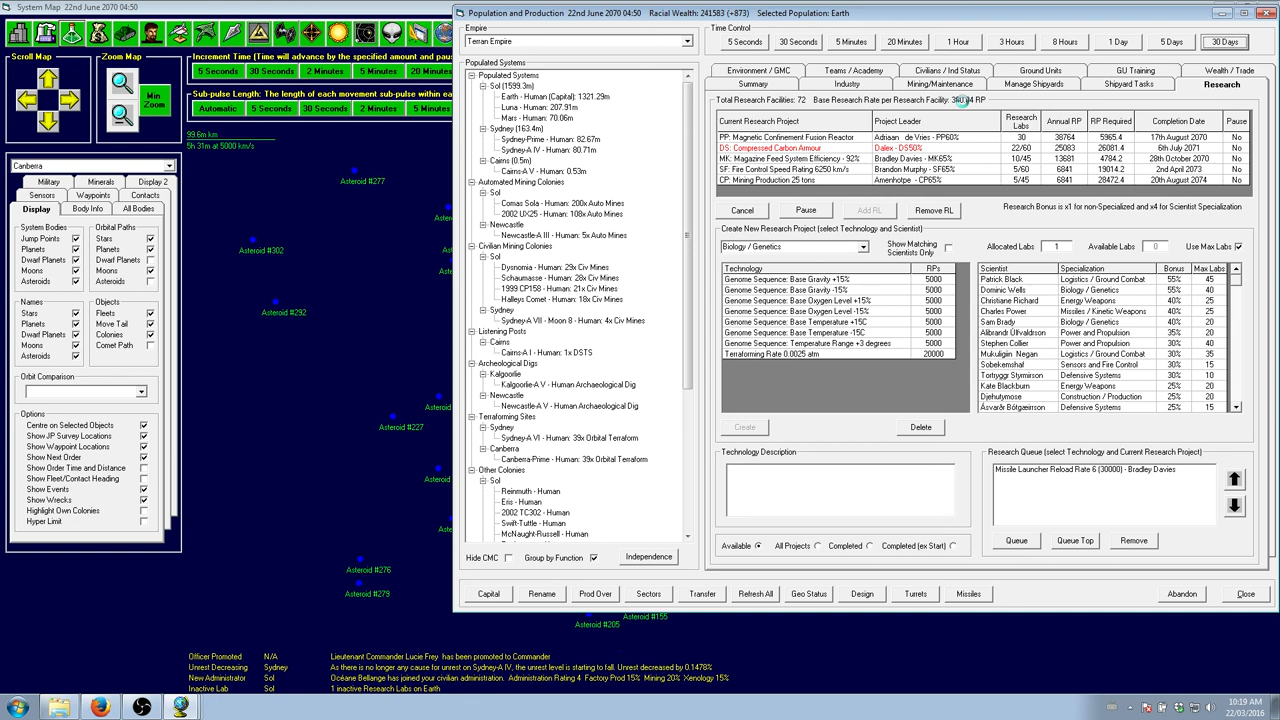 System Map   22nd June 2070 04:50
Population and Production   22nd June 2070 04:50   Racial Wealth: 241583 (+873)   Selected Population: Earth
Scroll Map
Zoom Map
Min Zoom
Increment Time (Time will advance by the specified amount and paus
5 Seconds
30 Seconds
2 Minutes
5 Minutes
20 Minutes
Sub-pulse Length: The length of each movement sub-pulse within
Automatic
5 Seconds
30 Seconds
2 Minutes
5 Min
99.6m km
5h 31m at 5000 km/s
Canberra
Military
Minerals
Display 2
Sensors
Waypoints
Contacts
Display
Body Info
All Bodies
System Bodies
Orbital Paths
Jump Points
Stars
Planets
Planets
Dwarf Planets
Dwarf Planets
Moons
Moons
Asteroids
Asteroids
Names
Objects
Stars
Fleets
Planets
Move Tail
Dwarf Planets
Colonies
Moons
Comet Path
Asteroids
Orbit Comparison
Options
Centre on Selected Objects
Show JP Survey Locations
Show Waypoint Locations
Show Next Order
Show Order Time and Distance
Show Fleet/Contact Heading
Show Events
Show Wrecks
Highlight Own Colonies
Hyper Limit
Asteroid #277
Asteroid #302
Asteroid #292
Asteroid #227
Asteroid #276
Asteroid #279
Asteroid #155
Asteroid #205
Empire
Terran Empire
Populated Systems
Populated Systems
Sol (1599.3m)
Earth - Human (Capital): 1321.29m
Luna - Human: 207.91m
Mars - Human: 70.06m
Sydney (163.4m)
Sydney-A VI - Human: 82.67m
Sydney-A IV - Human: 80.71m
Cairns (0.5m)
Cairns-A V - Human: 0.53m
Automated Mining Colonies
Sol
Comas Sola - Human: 200x Auto Mines
2002 UX25 - Human: 108x Auto Mines
Newcastle
Newcastle-A III - Human: 5x Auto Mines
Civilian Mining Colonies
Sol
Dysnomia - Human: 29x Civ Mines
Schaumasse - Human: 28x Civ Mines
1999 CP158 - Human: 21x Civ Mines
Halleys Comet - Human: 18x Civ Mines
Sydney
Sydney-A VII - Moon 8 - Human: 4x Civ Mines
Listening Posts
Cairns
Cairns-A I - Human: 1x DSTS
Archeological Digs
Kalgoorlie
Kalgoorlie-A V - Human Archaeological Dig
Newcastle
Newcastle-A V - Human Archaeological Dig
Terraforming Sites
Sydney
Sydney-A VI - Human: 39x Orbital Terraform
Canberra
Canberra-Prime - Human: 39x Orbital Terraform
Other Colonies
Sol
Reinmuth - Human
Eris - Human
2002 TC302 - Human
Swift-Tuttle - Human
McNaught-Russell - Human
Hide CMC
Group by Function
Independence
Time Control
5 Seconds
30 Seconds
5 Minutes
20 Minutes
1 Hour
3 Hours
8 Hours
1 Day
5 Days
30 Days
Environment / GMC
Teams / Academy
Civilians / Ind Status
Ground Units
GU Training
Wealth / Trade
Summary
Industry
Mining/Maintenance
Manage Shipyards
Shipyard Tasks
Research
Total Research Facilities: 72   Base Research Rate per Research Facility:
Current Research Project   Project Leader   Research Labs   Annual RP   RP Required   Completion Date   Pause
PP: Magnetic Confinement Fusion Reactor   Adriaan de Vries - PP60%   30/40   38764   5965.4   17th August 2070   No
DS: Compressed Carbon Armour   Dalex - DS50%   22/60   25083   26081.4   6th July 2071   No
MK: Magazine Feed System Efficiency - 92%   Bradley Davies - MK65%   10/45   13681   4784.2   28th October 2070   No
SF: Fire Control Speed Rating 6250 km/s   Brandon Murphy - SF65%   5/60   6841   19014.2   2nd April 2073   No
CP: Mining Production 25 tons   Amenhotpe - CP65%   5/45   6841   28472.4   20th August 2074   No
Cancel
Pause
Add RL
Remove RL
Research Bonus is x1 for non-Specialized and x4 for Scientist Specialization
Create New Research Project (select Technology and Scientist)
Biology / Genetics
Show Matching Scientists Only
Allocated Labs   1
Available Labs   0
Use Max Labs
Technology   RPs
Genome Sequence: Base Gravity +15%   5000
Genome Sequence: Base Gravity -15%   5000
Genome Sequence: Base Oxygen Level +15%   5000
Genome Sequence: Base Oxygen Level -15%   5000
Genome Sequence: Base Temperature +15C   5000
Genome Sequence: Base Temperature -15C   5000
Genome Sequence: Temperature Range +3 degrees   5000
Terraforming Rate 0.0025 atm   20000
Scientist   Specialization   Bonus   Max Labs
Patrick Black   Logistics / Ground Combat   55%   45
Dominic Wells   Biology / Genetics   55%   40
Christiane Richard   Energy Weapons   40%   25
Charles Power   Missiles / Kinetic Weapons   40%   25
Sam Brady   Biology / Genetics   40%   20
Alibrandi Úlfvaldson   Power and Propulsion   35%   20
Stephen Collier   Power and Propulsion   30%   40
Mukuligiin Negan   Logistics / Ground Combat   30%   35
Sobekemshaf   Sensors and Fire Control   30%   15
Tortryggr Styrmirson   Defensive Systems   30%   10
Kate Blackburn   Energy Weapons   25%   20
Djehutymose   Construction / Production   25%   20
Ásvarðr Bótgæirrson   Defensive Systems   25%   15
Create
Delete
Technology Description
Research Queue (select Technology and Current Research Project)
Missile Launcher Reload Rate 6 (30000) - Bradley Davies
Available
All Projects
Completed
Completed (ex Start)
Queue
Queue Top
Remove
Capital
Rename
Prod Over
Sectors
Transfer
Refresh All
Geo Status
Design
Turrets
Missiles
Abandon
Close
Officer Promoted   N/A   Lieutenant Commander Lucie Frey has been promoted to Commander
Unrest Decreasing   Sydney   As there is no longer any cause for unrest on Sydney-A IV, the unrest level is starting to fall. Unrest decreased by 0.1478%
New Administrator   Sol   Océane Bellange has joined your civilian administration. Administration Rating 4   Factory Prod 15%   Mining 20%   Xenology 15%
Inactive Lab   Sol   1 inactive Research Labs on Earth
10:19 AM
22/03/2016